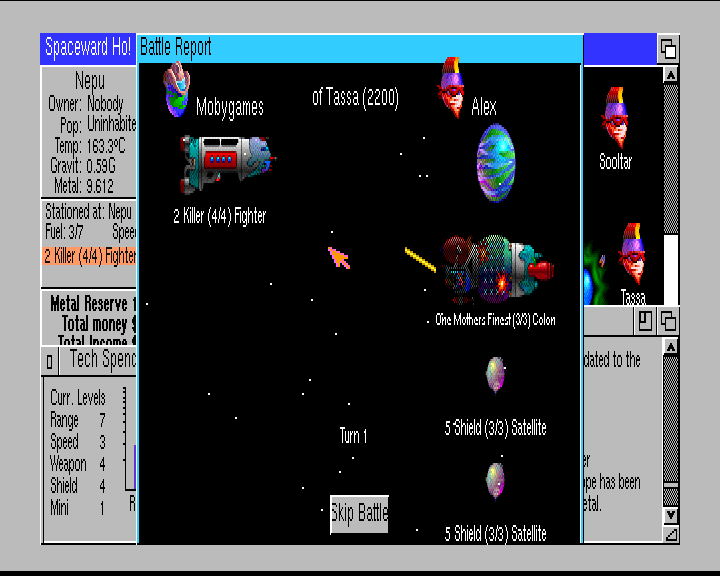 Spaceward Ho!
Battle Report
Nepu
Owner: Nobody
Pop: Uninhabite
Temp: 163.3ºC
Gravit: 0.59G
Metal: 9.612
Stationed at: Nepu
Fuel: 3/7 Speed
2 Killer (4/4) Fighter
Metal Reserve 1
Total money $
Total Income $
Tech Spend
Curr. Levels
Range 7
Speed 3
Weapon 4
Shield 4
Mini 1
R
Mobygames
of Tassa (2200)
Alex
2 Killer (4/4) Fighter
One Mothers Finest (3/3) Colon
5 Shield (3/3) Satellite
Turn 1
Skip Battle
5 Shield (3/3) Satellite
Sooltar
Tassa
dated to the
er
ope has been
etal.